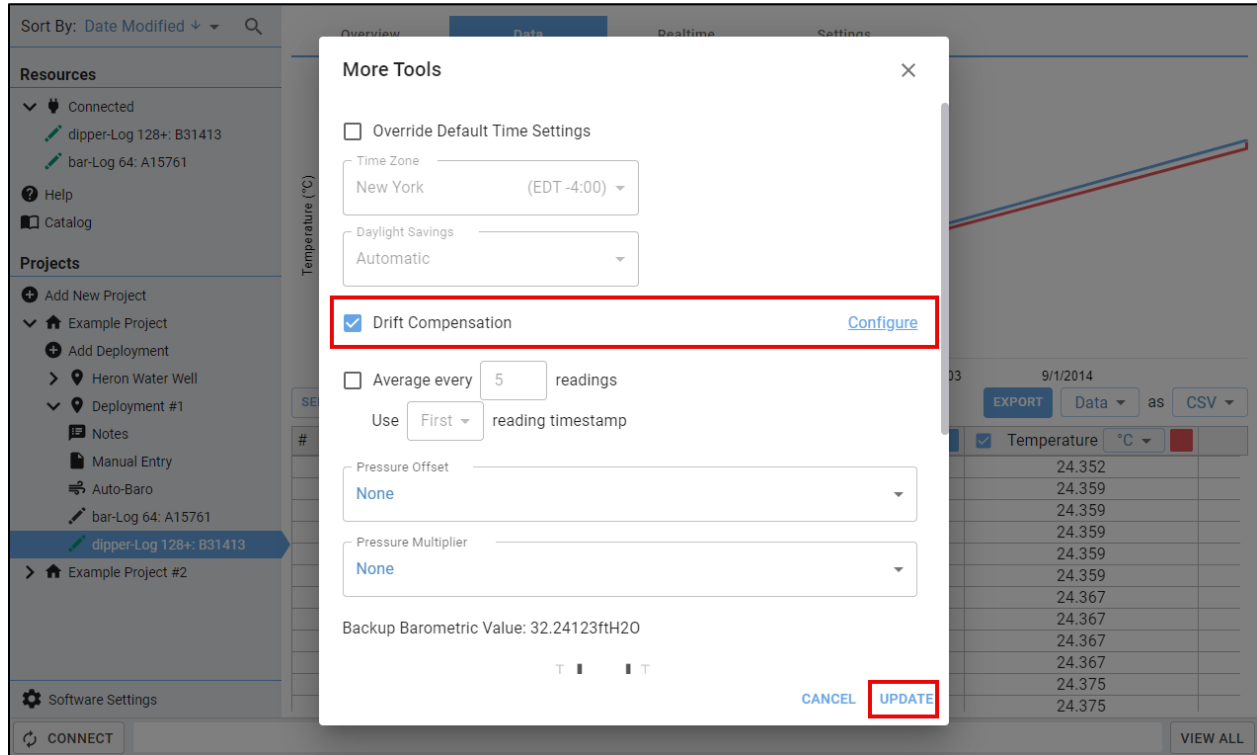 Sort By: Date Modified
Overview Data Realtime Settings
Resources
Connected
dipper-Log 128+: B31413
bar-Log 64: A15761
Help
Catalog
Projects
Add New Project
Example Project
Add Deployment
Heron Water Well
Deployment #1
Notes
Manual Entry
Auto-Baro
bar-Log 64: A15761
dipper-Log 128+: B31413
Example Project #2
Software Settings
CONNECT
Temperature (°C)
More Tools
Override Default Time Settings
Time Zone
New York (EDT -4:00)
Daylight Savings
Automatic
Drift Compensation Configure
Average every 5 readings
Use First reading timestamp
Pressure Offset
None
Pressure Multiplier
None
Backup Barometric Value: 32.24123ftH2O
CANCEL UPDATE
03 9/1/2014
EXPORT Data as CSV
# Temperature °C
24.352
24.359
24.359
24.359
24.359
24.359
24.367
24.367
24.367
24.367
24.375
24.375
VIEW ALL